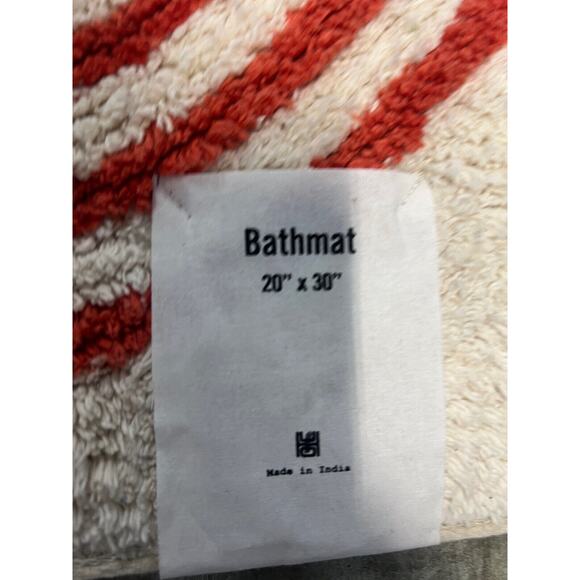 Bathmat
20” x 30”
Made in India